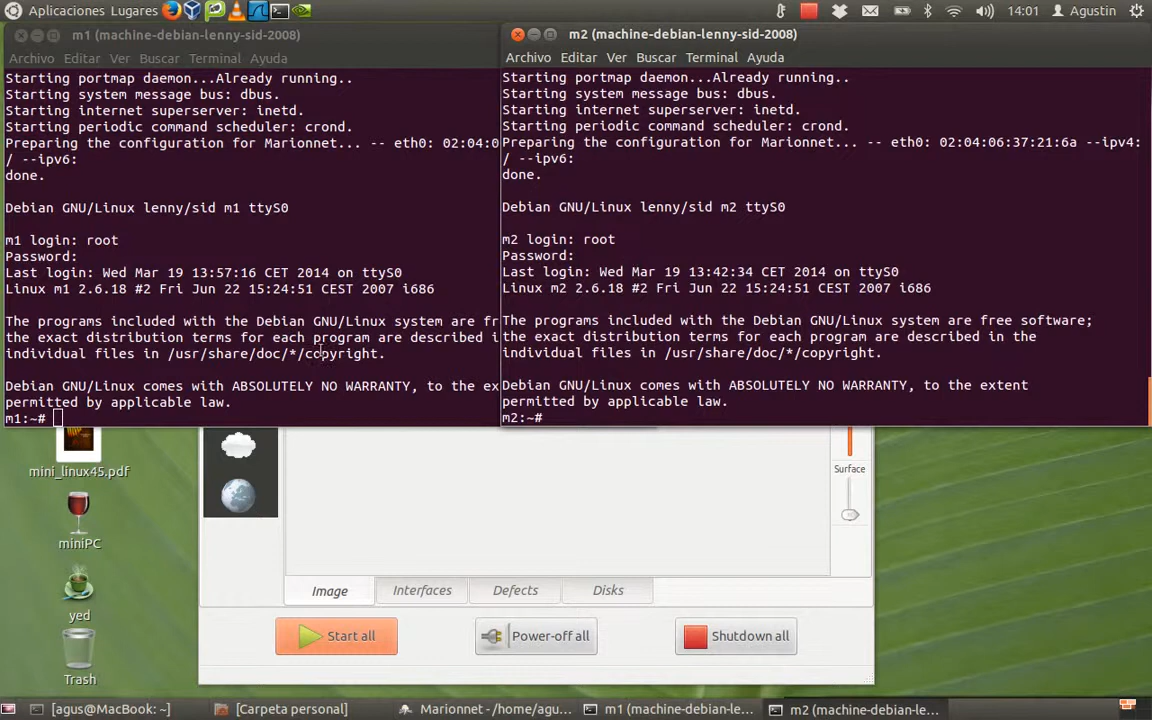 Aplicaciones Lugares
14:01
Agustin
m1 (machine-debian-lenny-sid-2008)
Archivo Editar Ver Buscar Terminal Ayuda
Starting portmap daemon...Already running..
Starting system message bus: dbus.
Starting internet superserver: inetd.
Starting periodic command scheduler: crond.
Preparing the configuration for Marionnet... -- eth0: 02:04:0
/ --ipv6:
done.
Debian GNU/Linux lenny/sid m1 ttyS0
m1 login: root
Password:
Last login: Wed Mar 19 13:57:16 CET 2014 on ttyS0
Linux m1 2.6.18 #2 Fri Jun 22 15:24:51 CEST 2007 i686
The programs included with the Debian GNU/Linux system are fr
the exact distribution terms for each program are described i
individual files in /usr/share/doc/*/copyright.
Debian GNU/Linux comes with ABSOLUTELY NO WARRANTY, to the ex
permitted by applicable law.
m1:~#
m2 (machine-debian-lenny-sid-2008)
Archivo Editar Ver Buscar Terminal Ayuda
Starting portmap daemon...Already running..
Starting system message bus: dbus.
Starting internet superserver: inetd.
Starting periodic command scheduler: crond.
Preparing the configuration for Marionnet... -- eth0: 02:04:06:37:21:6a --ipv4:
/ --ipv6:
done.
Debian GNU/Linux lenny/sid m2 ttyS0
m2 login: root
Password:
Last login: Wed Mar 19 13:42:34 CET 2014 on ttyS0
Linux m2 2.6.18 #2 Fri Jun 22 15:24:51 CEST 2007 i686
The programs included with the Debian GNU/Linux system are free software;
the exact distribution terms for each program are described in the
individual files in /usr/share/doc/*/copyright.
Debian GNU/Linux comes with ABSOLUTELY NO WARRANTY, to the extent
permitted by applicable law.
m2:~#
mini_linux45.pdf
miniPC
yed
Trash
Surface
Image Interfaces Defects Disks
Start all Power-off all Shutdown all
[agus@MacBook: ~]
[Carpeta personal]
Marionnet - /home/agu...
m1 (machine-debian-le...
m2 (machine-debian-le...